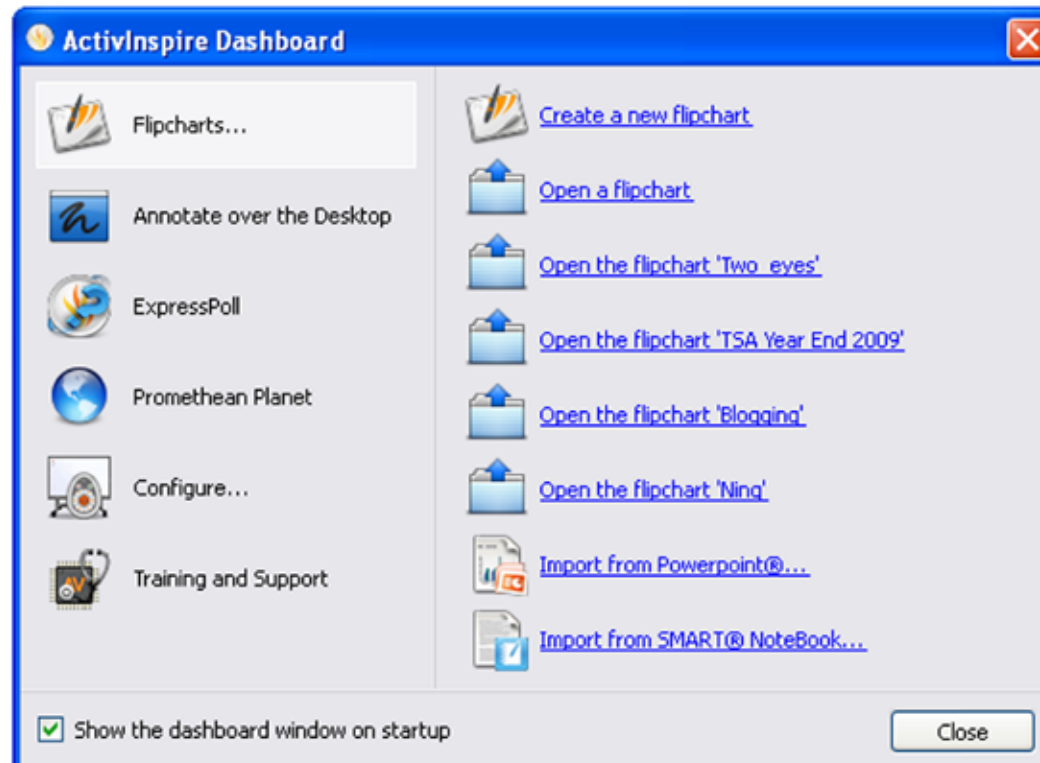 ActivInspire Dashboard
Flipcharts...
Annotate over the Desktop
ExpressPoll
Promethean Planet
Configure...
Training and Support
Create a new flipchart
Open a flipchart
Open the flipchart 'Two_eyes'
Open the flipchart 'TSA Year End 2009'
Open the flipchart 'Blogging'
Open the flipchart 'Ning'
Import from Powerpoint®...
Import from SMART® NoteBook...
Show the dashboard window on startup
Close